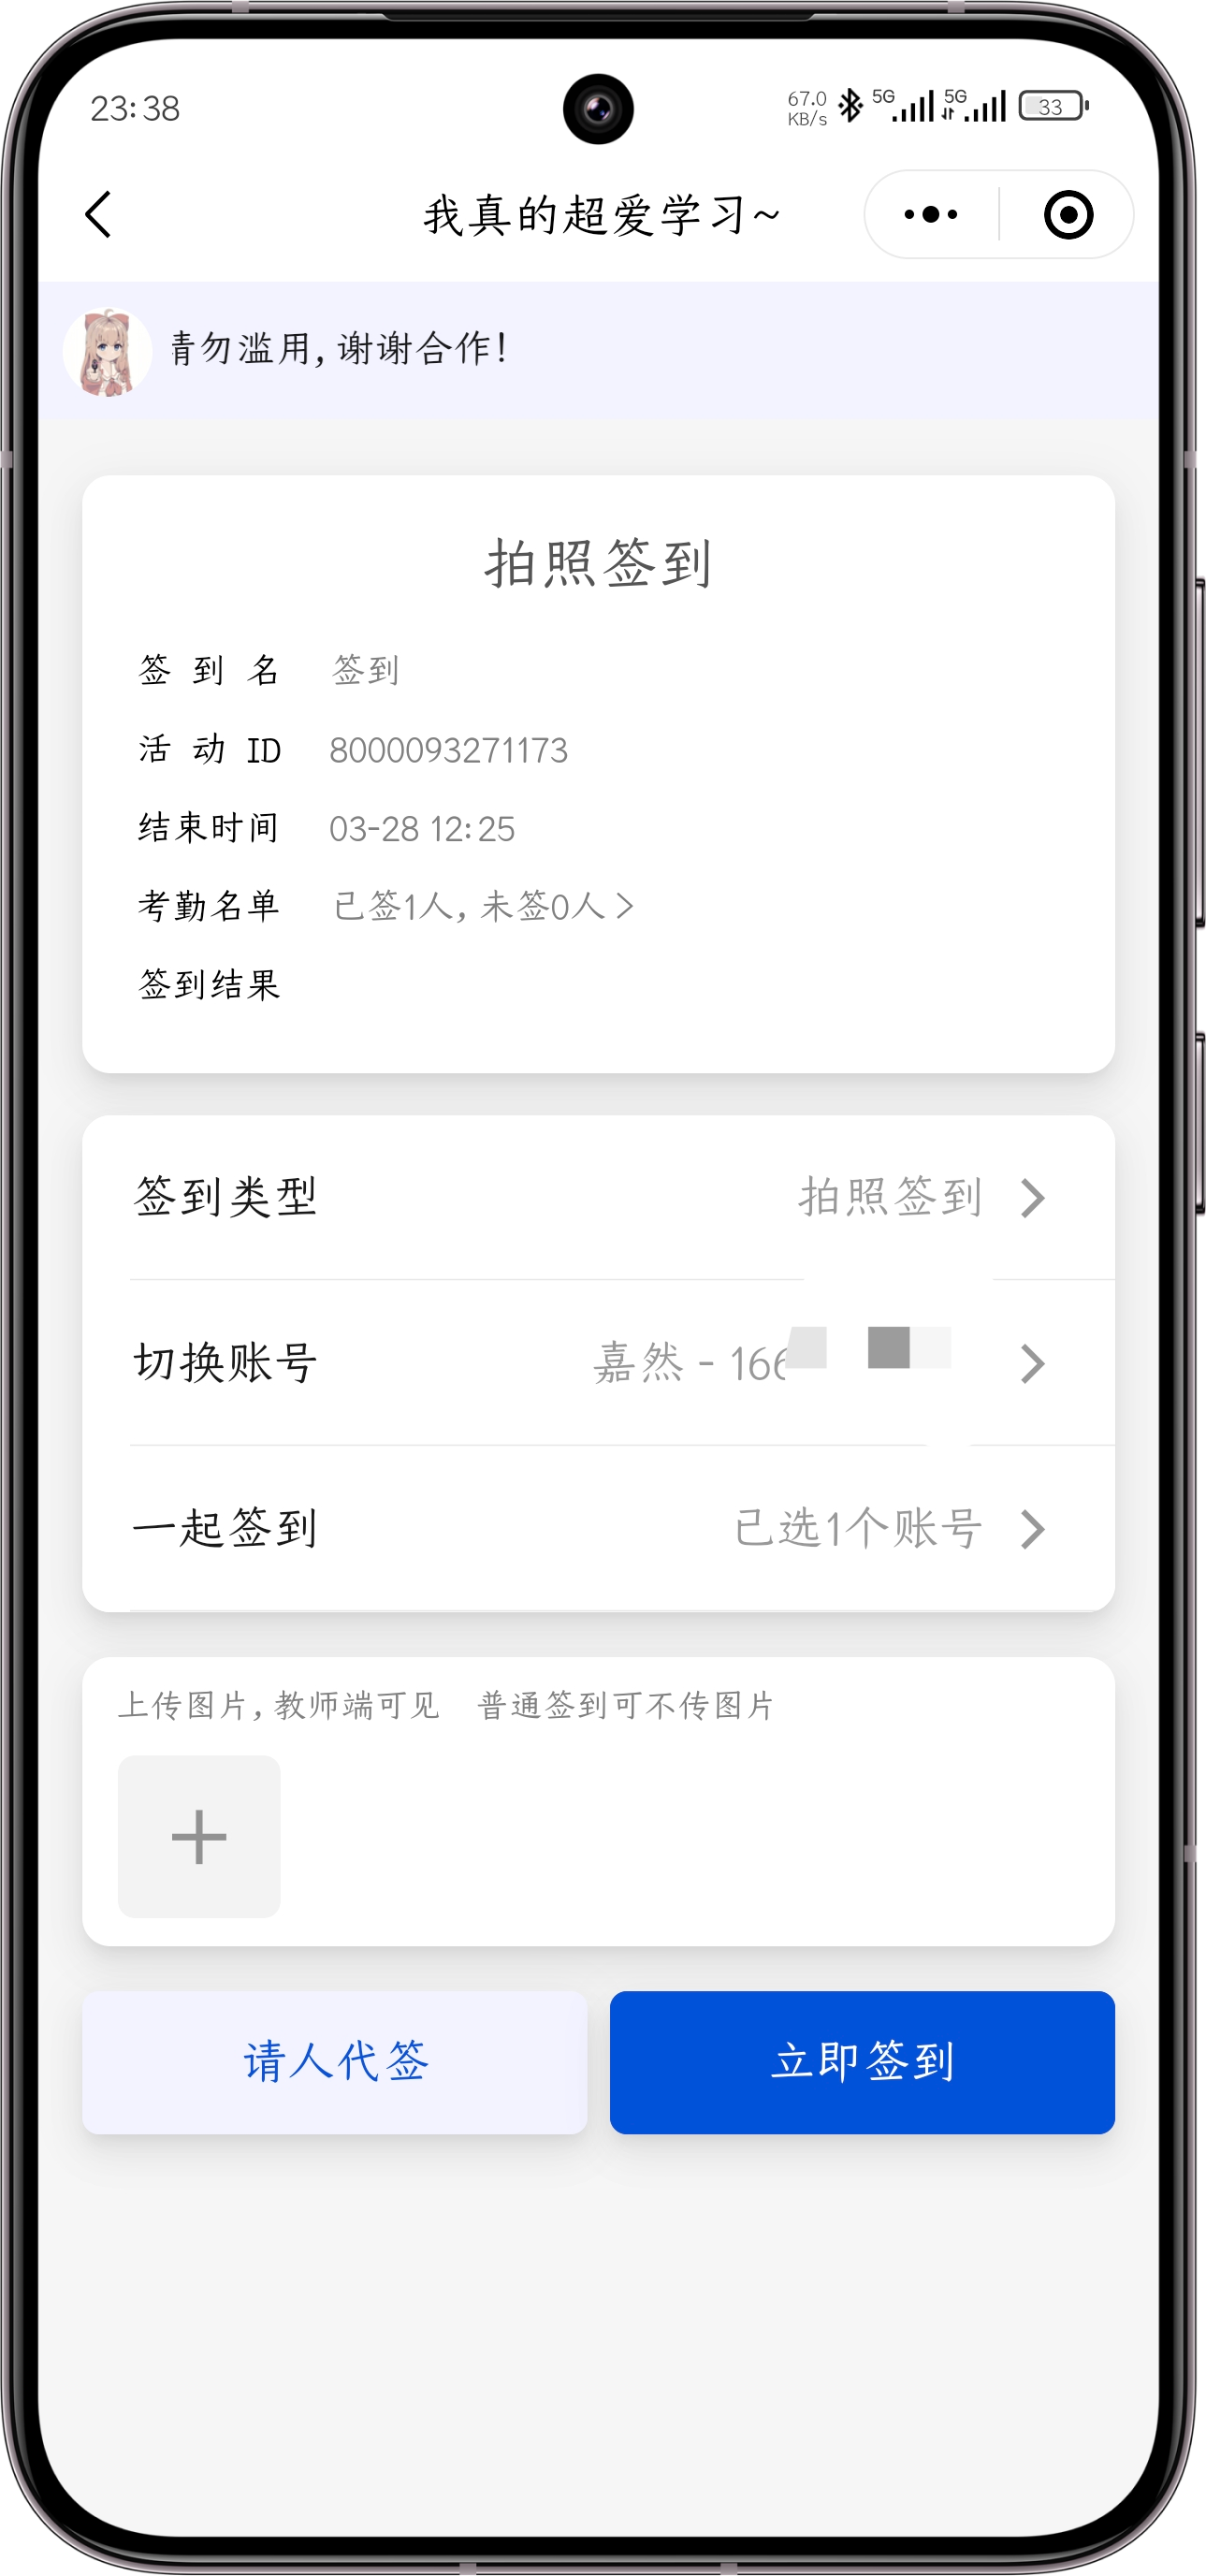 23:38
67.0
KB/s
5G
5G
33
我真的超爱学习~
请勿滥用, 谢谢合作!
拍照签到
签到名 签到
活动ID 8000093271173
结束时间 03-28 12:25
考勤名单 已签1人, 未签0人 >
签到结果
签到类型 拍照签到
切换账号 嘉然 - 166
一起签到 已选1个账号
上传图片, 教师端可见 普通签到可不传图片
请人代签
立即签到